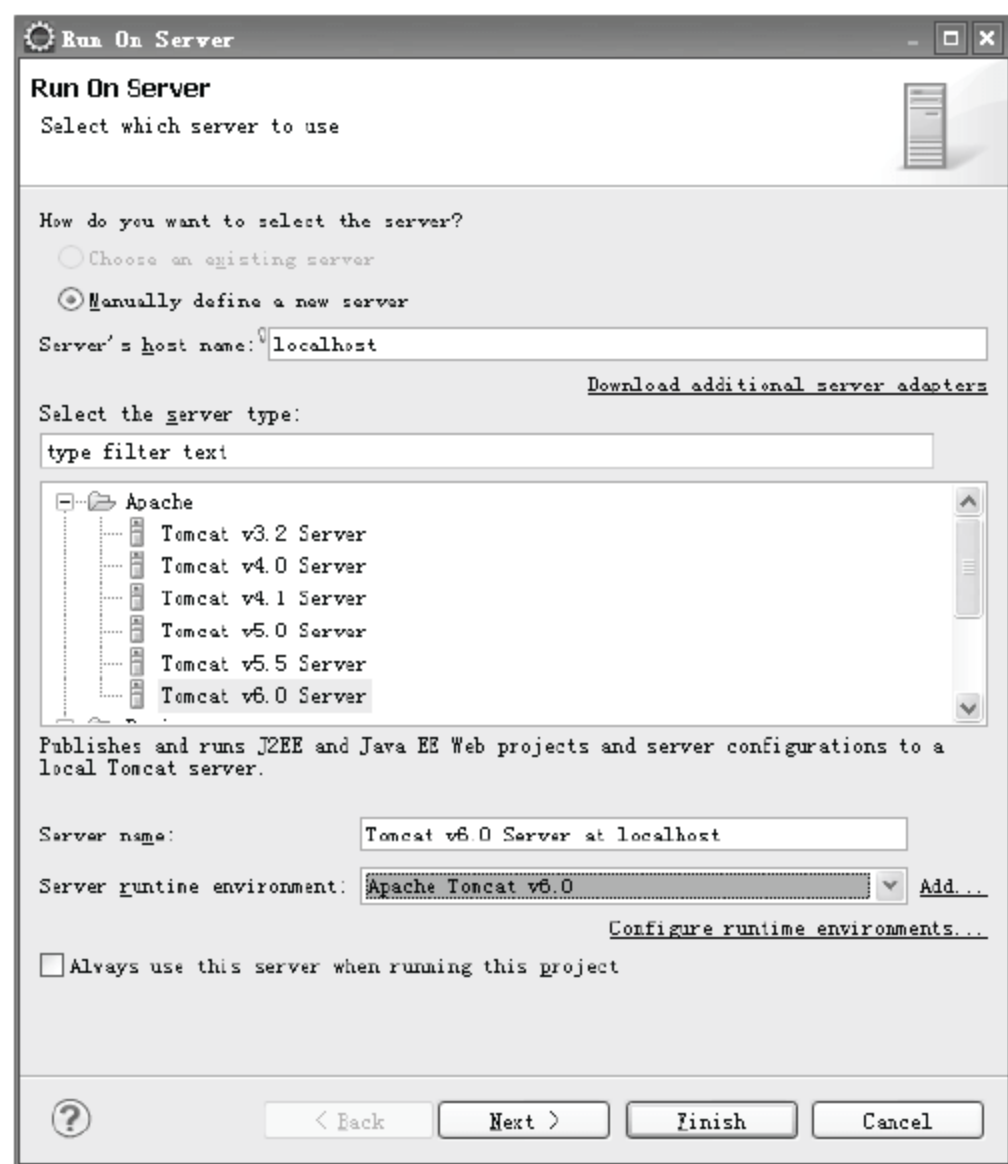 Run On Server
Run On Server
Select which server to use
How do you want to select the server?
Choose an existing server
Manually define a new server
Server's host name: localhost
Download additional server adapters
Select the server type:
type filter text
Apache
Tomcat v3.2 Server
Tomcat v4.0 Server
Tomcat v4.1 Server
Tomcat v5.0 Server
Tomcat v5.5 Server
Tomcat v6.0 Server
Publishes and runs J2EE and Java EE Web projects and server configurations to a
local Tomcat server.
Server name: Tomcat v6.0 Server at localhost
Server runtime environment: Apache Tomcat v6.0 Add...
Configure runtime environments...
Always use this server when running this project
? < Back Next > Finish Cancel